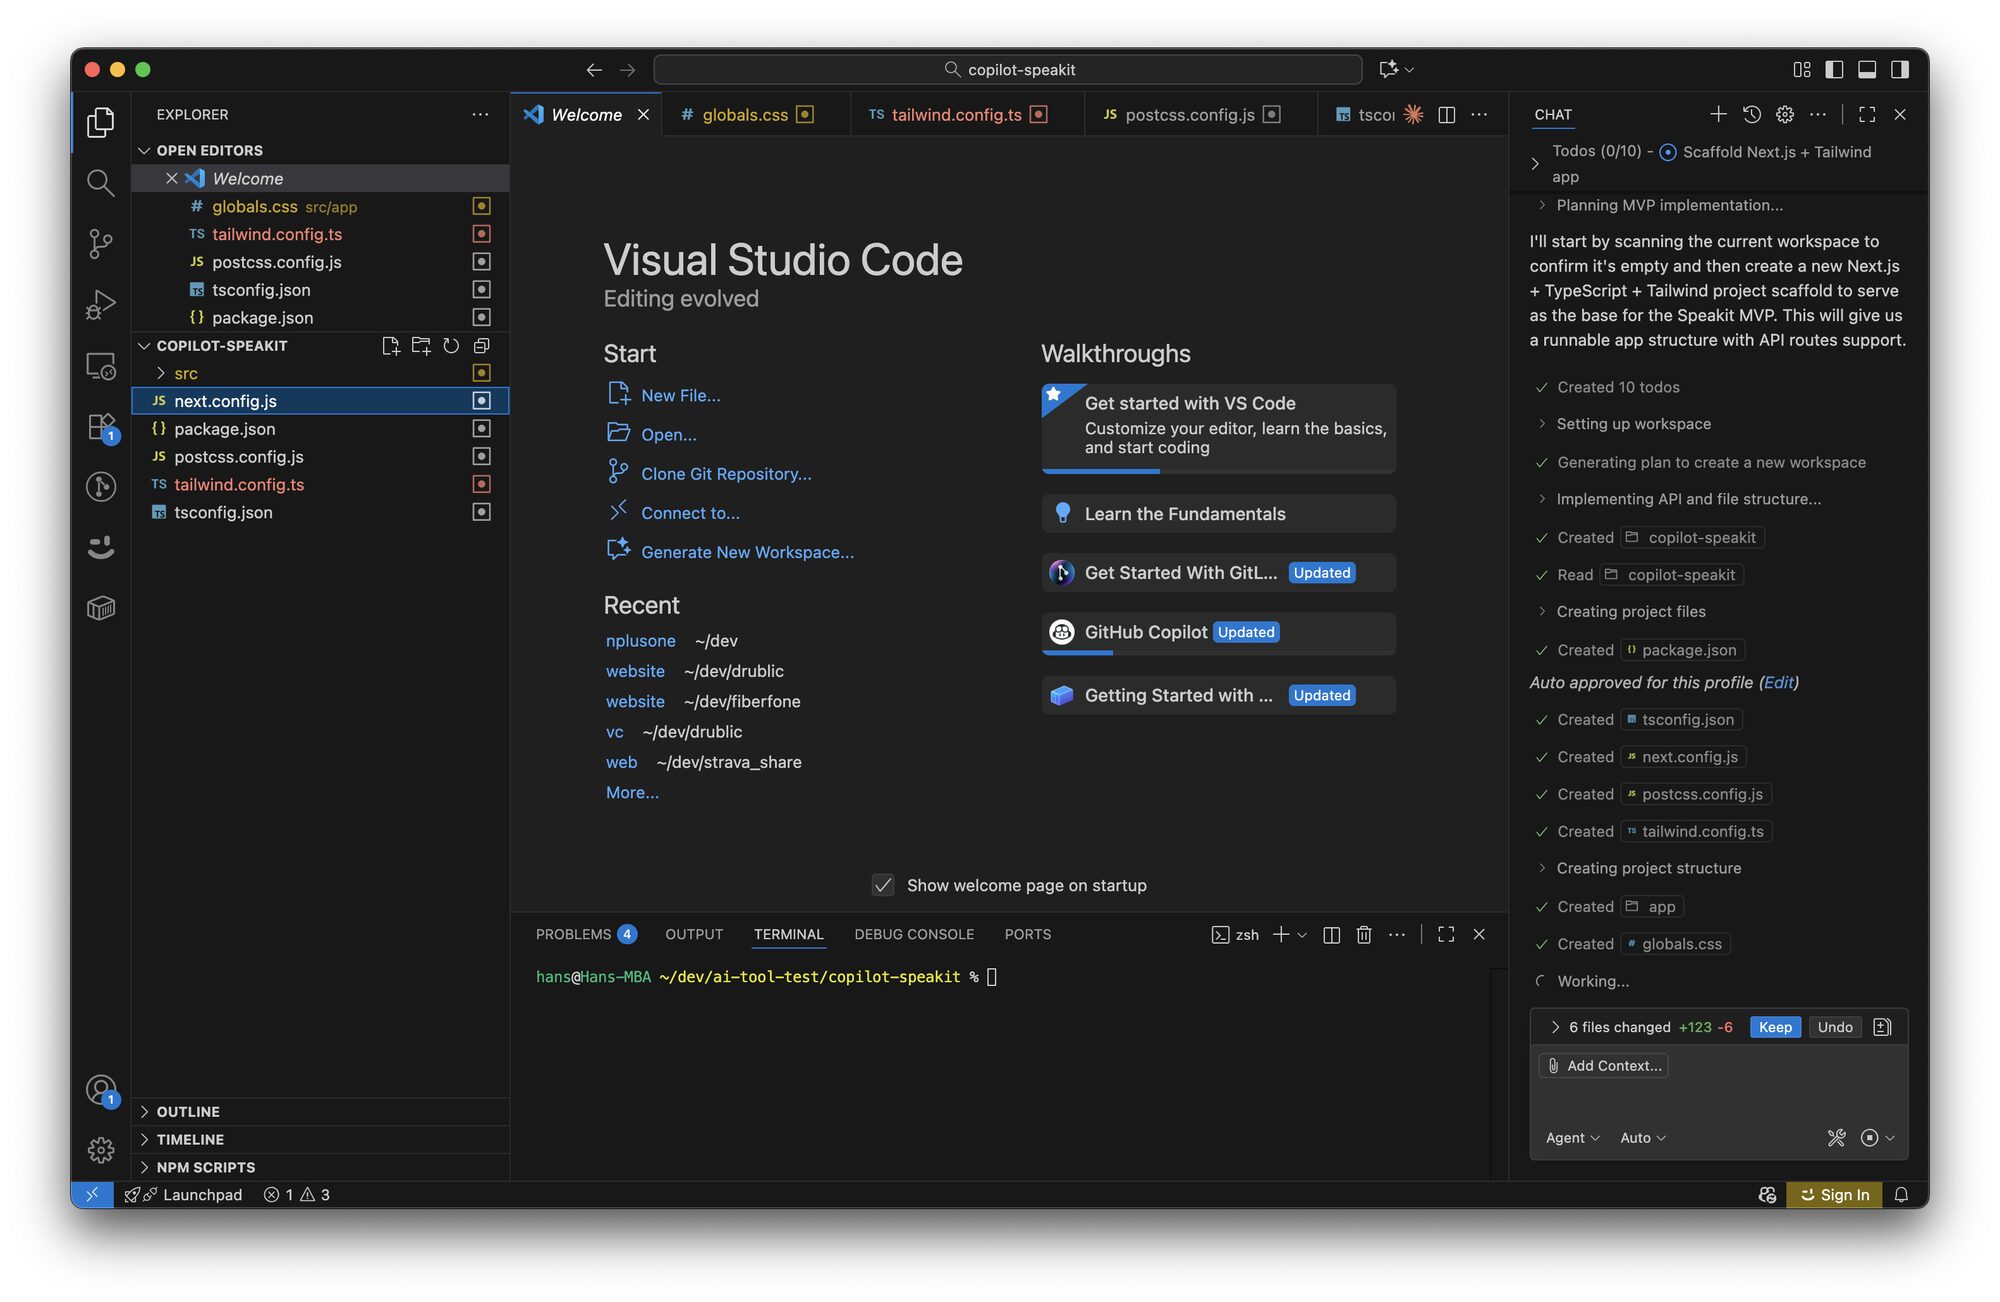 copilot-speakit
EXPLORER
OPEN EDITORS
Welcome
globals.css src/app
tailwind.config.ts
postcss.config.js
tsconfig.json
package.json
COPILOT-SPEAKIT
src
next.config.js
package.json
postcss.config.js
tailwind.config.ts
tsconfig.json
1
1
OUTLINE
TIMELINE
NPM SCRIPTS
Welcome
globals.css
tailwind.config.ts
postcss.config.js
tscor
Visual Studio Code
Editing evolved
Start
New File...
Open...
Clone Git Repository...
Connect to...
Generate New Workspace...
Recent
nplusone ~/dev
website ~/dev/drublic
website ~/dev/fiberfone
vc ~/dev/drublic
web ~/dev/strava_share
More...
Walkthroughs
Get started with VS Code
Customize your editor, learn the basics,
and start coding
Learn the Fundamentals
Get Started With GitL... Updated
GitHub Copilot Updated
Getting Started with ... Updated
Show welcome page on startup
PROBLEMS 4 OUTPUT TERMINAL DEBUG CONSOLE PORTS
zsh
hans@Hans-MBA ~/dev/ai-tool-test/copilot-speakit %
CHAT
Todos (0/10) - Scaffold Next.js + Tailwind
app
Planning MVP implementation...
I'll start by scanning the current workspace to
confirm it's empty and then create a new Next.js
+ TypeScript + Tailwind project scaffold to serve
as the base for the Speakit MVP. This will give us
a runnable app structure with API routes support.
Created 10 todos
Setting up workspace
Generating plan to create a new workspace
Implementing API and file structure...
Created copilot-speakit
Read copilot-speakit
Creating project files
Created package.json
Auto approved for this profile (Edit)
Created tsconfig.json
Created next.config.js
Created postcss.config.js
Created tailwind.config.ts
Creating project structure
Created app
Created globals.css
Working...
6 files changed +123 -6 Keep Undo
Add Context...
Agent Auto
Launchpad 1 3
Sign In